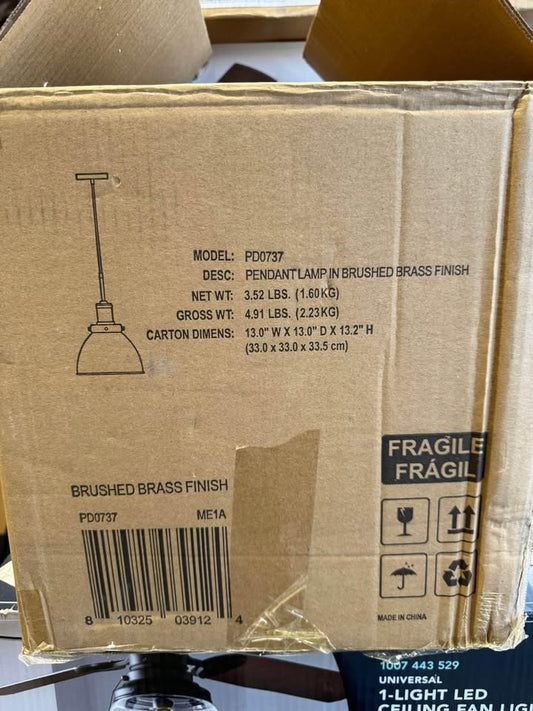 MODEL: PD0737
DESC: PENDANT LAMP IN BRUSHED BRASS FINISH
NET WT: 3.52 LBS. (1.60KG)
GROSS WT: 4.91 LBS. (2.23KG)
CARTON DIMENS: 13.0" W X 13.0" D X 13.2" H
(33.0 x 33.0 x 33.5 cm)
FRAGILE
FRÁGIL
BRUSHED BRASS FINISH
PD0737 ME1A
8 10325 03912 4
MADE IN CHINA
1007 443 529
UNIVERSAL
1-LIGHT LED
CEILING FAN LIGH